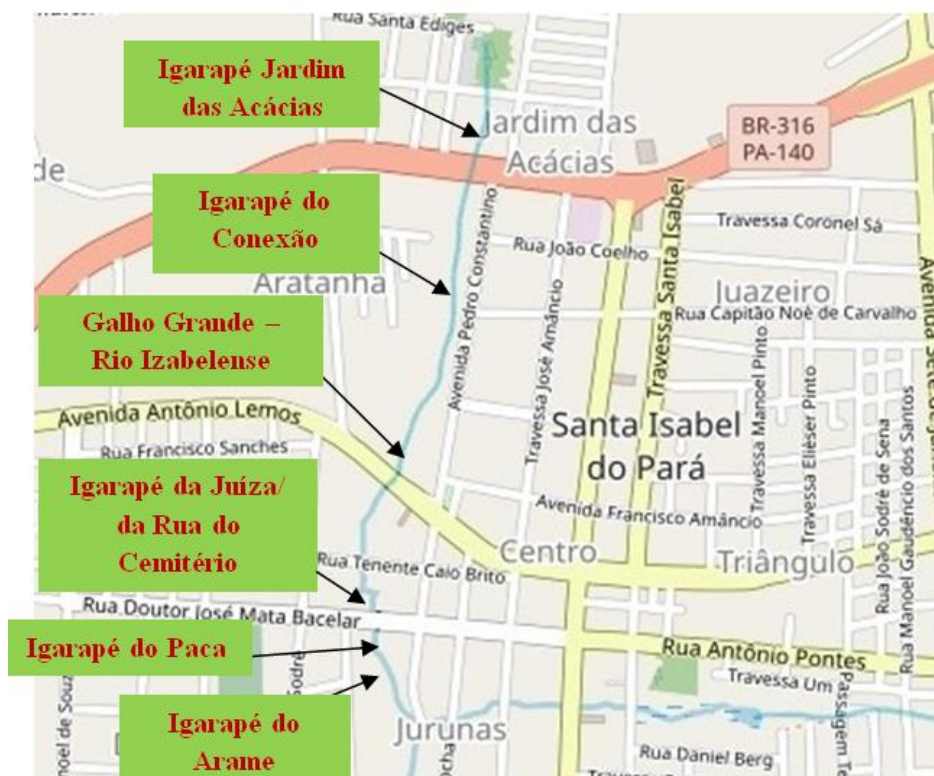 Rua Santa Ediges
Igarapé Jardim
das Acácias
Jardim das
Acácias
BR-316
PA-140
de
Igarapé do
Conexão
Travessa Coronel Sá
Rua João Coelho
Avenida Pedro Constantino
Travessa Santa Isabel
Aratanha
Juazeiro
Rua Capitão Noè de Carvalho
Galho Grande –
Rio Izabelense
Travessa José Amâncio
Travessa Manoel Pinto
Travessa Elièser Pinto
Avenida Antônio Lemos
Rua Francisco Sanches
Santa Isabel
do Pará
Rua João Sodré de Sena
Rua Manoel Gaudêncio dos Santos
Igarapé da Juíza/
da Rua do
Cemitério
Avenida Francisco Amâncio
Centro
Triângulo
Rua Tenente Caio Brito
Rua Doutor José Mata Bacelar
Igarapé do Paca
Rua Antônio Pontes
Travessa Um
Sodré
Igarapé do
Arame
Jurunas
Rua Daniel Berg